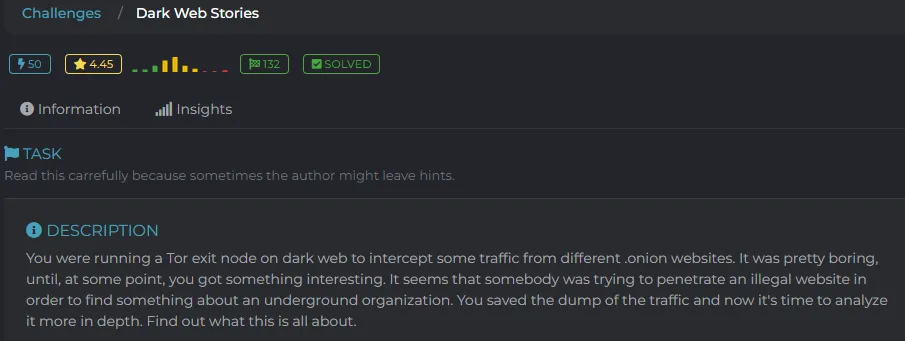 Challenges / Dark Web Stories
50 4.45 132 SOLVED
Information Insights
TASK
Read this carrefully because sometimes the author might leave hints.
DESCRIPTION
You were running a Tor exit node on dark web to intercept some traffic from different .onion websites. It was pretty boring,
until, at some point, you got something interesting. It seems that somebody was trying to penetrate an illegal website in
order to find something about an underground organization. You saved the dump of the traffic and now it's time to analyze
it more in depth. Find out what this is all about.